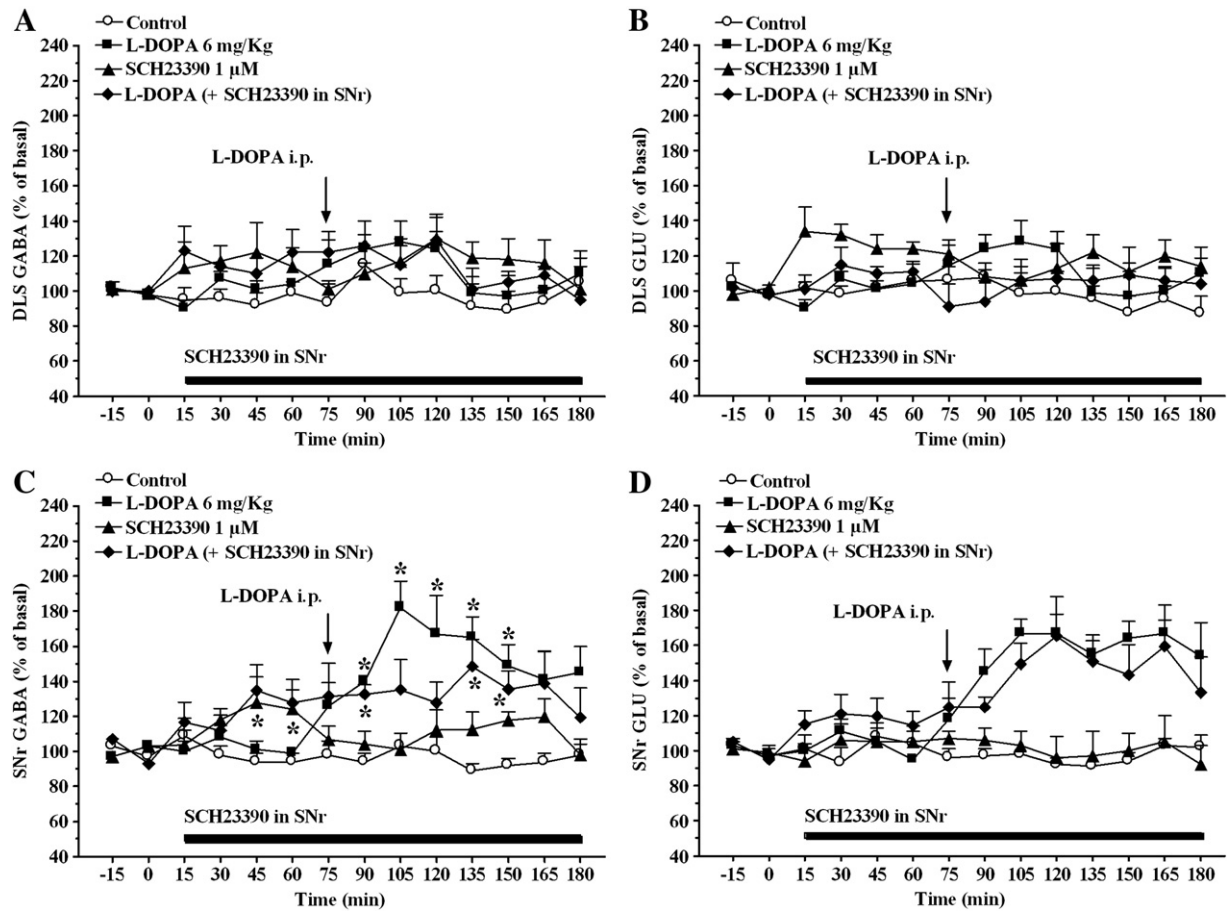 A
Control
L-DOPA 6 mg/Kg
SCH23390 1 µM
L-DOPA (+ SCH23390 in SNr)
L-DOPA i.p.
SCH23390 in SNr
DLS GABA (% of basal)
240
220
200
180
160
140
120
100
80
60
40
-15 0 15 30 45 60 75 90 105 120 135 150 165 180
Time (min)
B
Control
L-DOPA 6 mg/Kg
SCH23390 1 µM
L-DOPA (+ SCH23390 in SNr)
L-DOPA i.p.
SCH23390 in SNr
DLS GLU (% of basal)
240
220
200
180
160
140
120
100
80
60
40
-15 0 15 30 45 60 75 90 105 120 135 150 165 180
Time (min)
C
Control
L-DOPA 6 mg/Kg
SCH23390 1 µM
L-DOPA (+ SCH23390 in SNr)
L-DOPA i.p.
* * * * * * * * * *
SCH23390 in SNr
SNr GABA (% of basal)
240
220
200
180
160
140
120
100
80
60
40
-15 0 15 30 45 60 75 90 105 120 135 150 165 180
Time (min)
D
Control
L-DOPA 6 mg/Kg
SCH23390 1 µM
L-DOPA (+ SCH23390 in SNr)
L-DOPA i.p.
SCH23390 in SNr
SNr GLU (% of basal)
240
220
200
180
160
140
120
100
80
60
40
-15 0 15 30 45 60 75 90 105 120 135 150 165 180
Time (min)